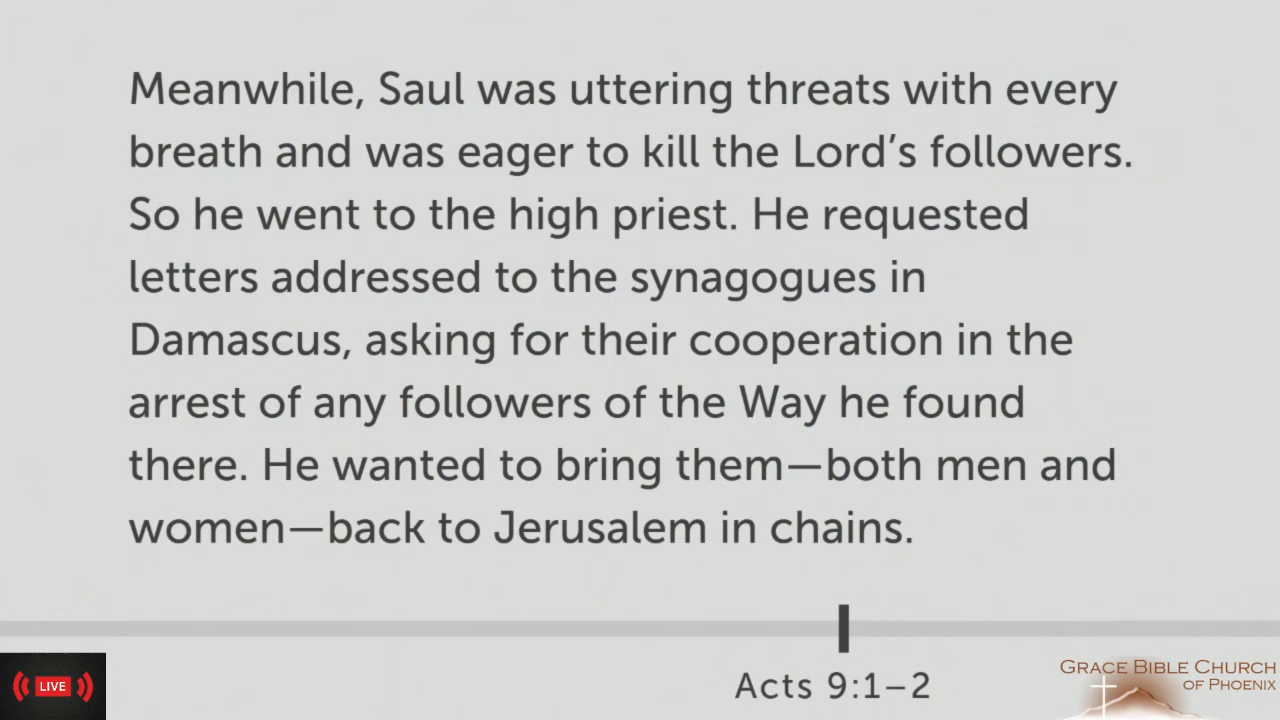 Meanwhile, Saul was uttering threats with every
breath and was eager to kill the Lord’s followers.
So he went to the high priest. He requested
letters addressed to the synagogues in
Damascus, asking for their cooperation in the
arrest of any followers of the Way he found
there. He wanted to bring them—both men and
women—back to Jerusalem in chains.
Acts 9:1–2
LIVE
Grace Bible Church
of Phoenix